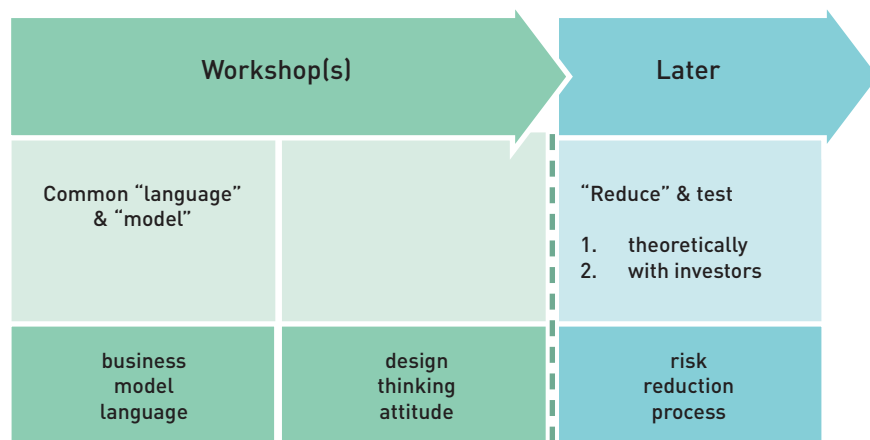 Workshop(s)
Later
Common “language”
& “model”
“Reduce” & test
1. theoretically
2. with investors
business
model
language
design
thinking
attitude
risk
reduction
process